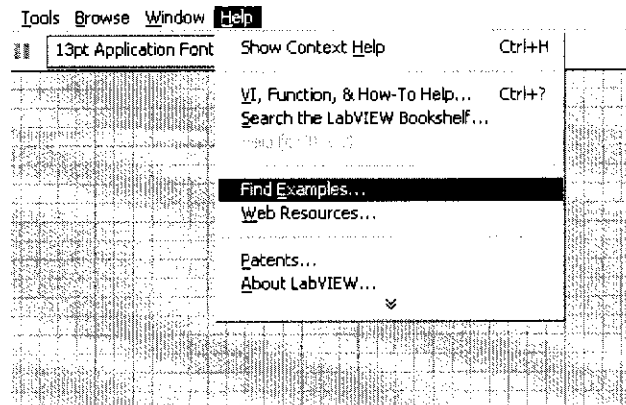 Tools Browse Window Help
13pt Application Font
Show Context Help Ctrl+H
VI, Function, & How-To Help... Ctrl+?
Search the LabVIEW Bookshelf...
Find Examples...
Web Resources...
Patents...
About LabVIEW...